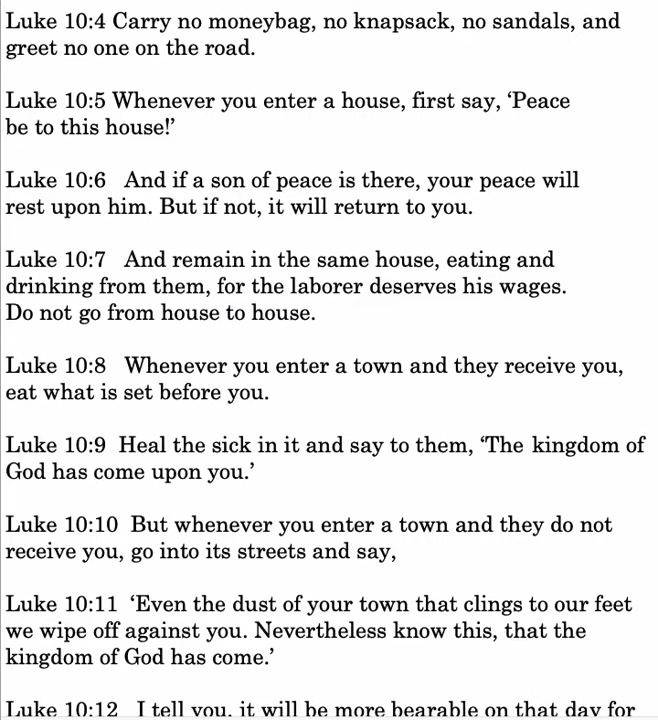 Luke 10:4 Carry no moneybag, no knapsack, no sandals, and
greet no one on the road.
Luke 10:5 Whenever you enter a house, first say, ‘Peace
be to this house!’
Luke 10:6 And if a son of peace is there, your peace will
rest upon him. But if not, it will return to you.
Luke 10:7 And remain in the same house, eating and
drinking from them, for the laborer deserves his wages.
Do not go from house to house.
Luke 10:8 Whenever you enter a town and they receive you,
eat what is set before you.
Luke 10:9 Heal the sick in it and say to them, ‘The kingdom of
God has come upon you.’
Luke 10:10 But whenever you enter a town and they do not
receive you, go into its streets and say,
Luke 10:11 ‘Even the dust of your town that clings to our feet
we wipe off against you. Nevertheless know this, that the
kingdom of God has come.’
Luke 10:12 I tell you, it will be more bearable on that day for